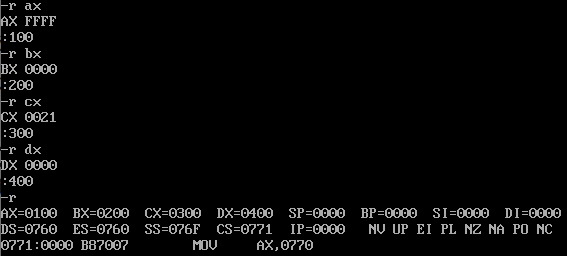 -r ax
AX FFFF
:100
-r bx
BX 0000
:200
-r cx
CX 0021
:300
-r dx
DX 0000
:400
-r
AX=0100  BX=0200  CX=0300  DX=0400  SP=0000  BP=0000  SI=0000  DI=0000
DS=0760  ES=0760  SS=076F  CS=0771  IP=0000   NV UP EI PL NZ NA PO NC
0771:0000 B87007        MOV     AX,0770